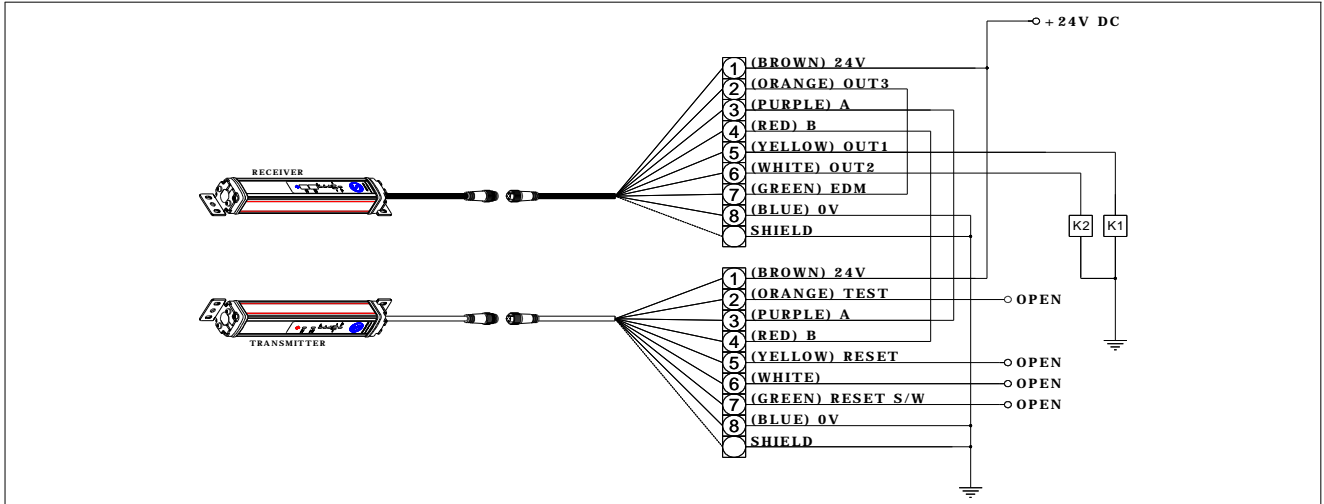 +24V DC
RECEIVER
1 (BROWN) 24V
2 (ORANGE) OUT3
3 (PURPLE) A
4 (RED) B
5 (YELLOW) OUT1
6 (WHITE) OUT2
7 (GREEN) EDM
8 (BLUE) 0V
SHIELD
K2 K1
TRANSMITTER
1 (BROWN) 24V
2 (ORANGE) TEST OPEN
3 (PURPLE) A
4 (RED) B
5 (YELLOW) RESET OPEN
6 (WHITE) OPEN
7 (GREEN) RESET S/W OPEN
8 (BLUE) 0V
SHIELD